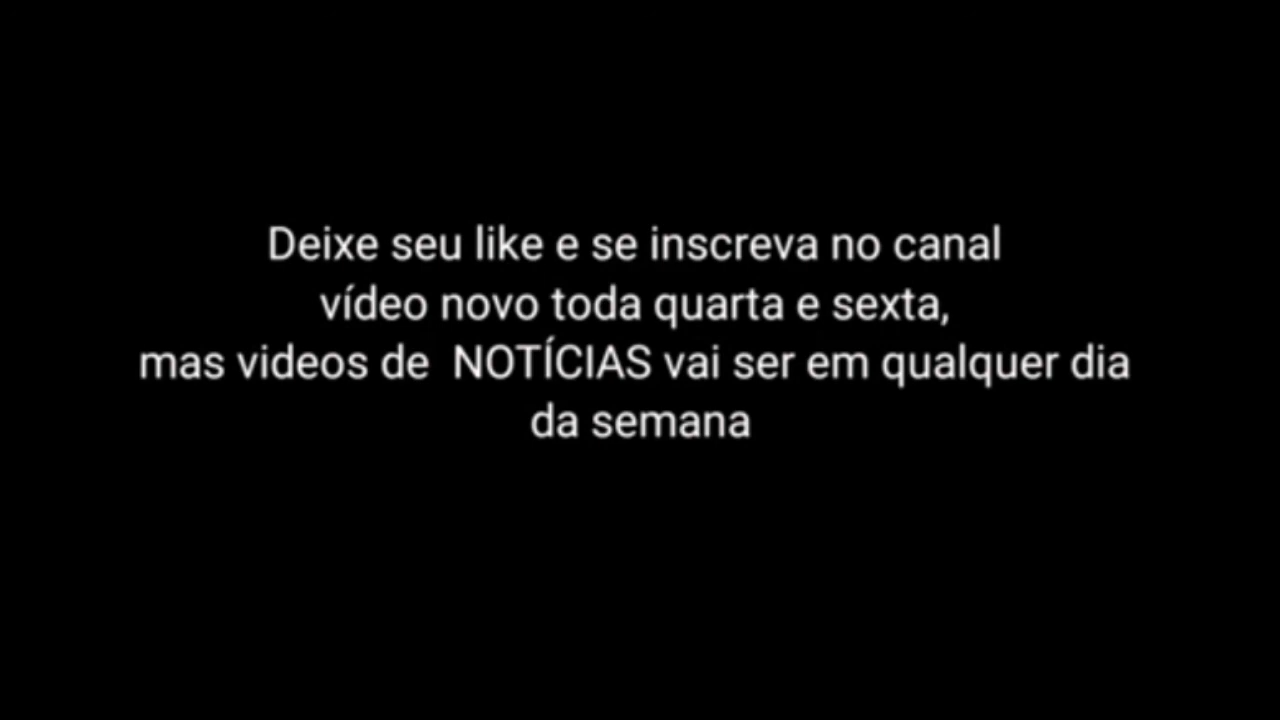 Deixe seu like e se inscreva no canal
vídeo novo toda quarta e sexta,
mas videos de  NOTÍCIAS vai ser em qualquer dia
da semana